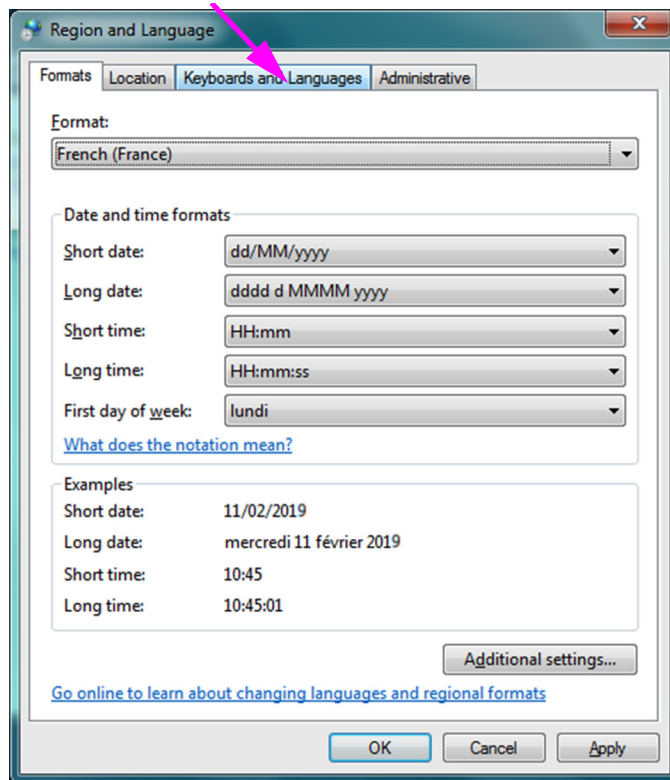 Region and Language
Formats Location Keyboards and Languages Administrative
Format:
French (France)
Date and time formats
Short date: dd/MM/yyyy
Long date: dddd d MMMM yyyy
Short time: HH:mm
Long time: HH:mm:ss
First day of week: lundi
What does the notation mean?
Examples
Short date: 11/02/2019
Long date: mercredi 11 février 2019
Short time: 10:45
Long time: 10:45:01
Additional settings...
Go online to learn about changing languages and regional formats
OK Cancel Apply